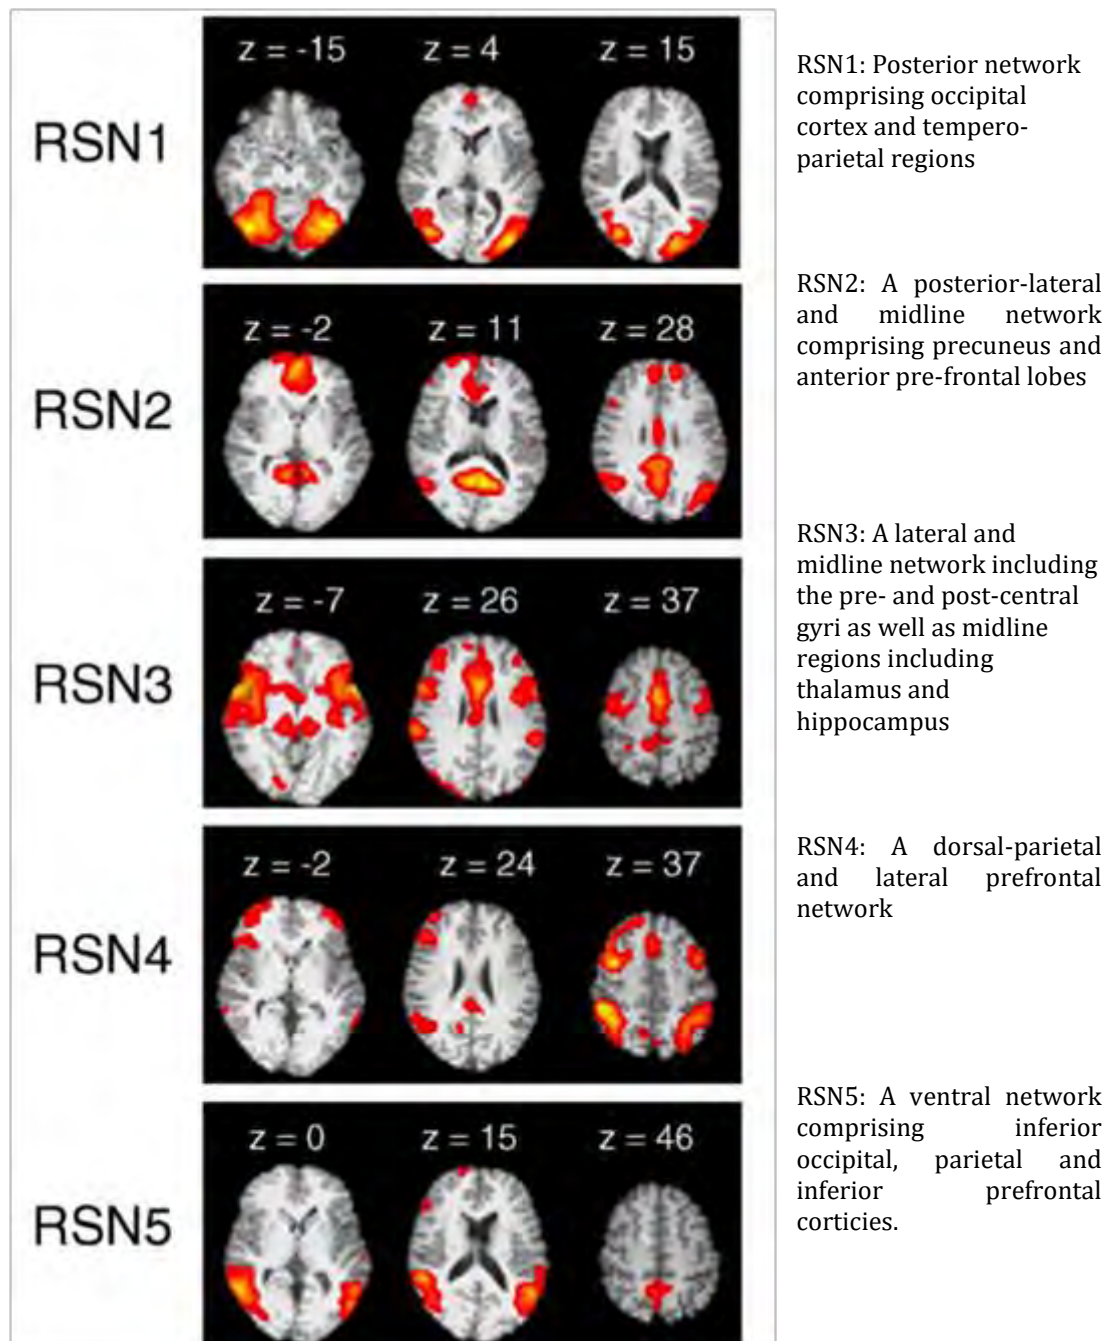 z = -15 z = 4 z = 15
RSN1
RSN1: Posterior network
comprising occipital
cortex and tempero-
parietal regions
z = -2 z = 11 z = 28
RSN2
RSN2: A posterior-lateral
and midline network
comprising precuneus and
anterior pre-frontal lobes
z = -7 z = 26 z = 37
RSN3
RSN3: A lateral and
midline network including
the pre- and post-central
gyri as well as midline
regions including
thalamus and
hippocampus
z = -2 z = 24 z = 37
RSN4
RSN4: A dorsal-parietal
and lateral prefrontal
network
z = 0 z = 15 z = 46
RSN5
RSN5: A ventral network
comprising inferior
occipital, parietal and
inferior prefrontal
corticies.